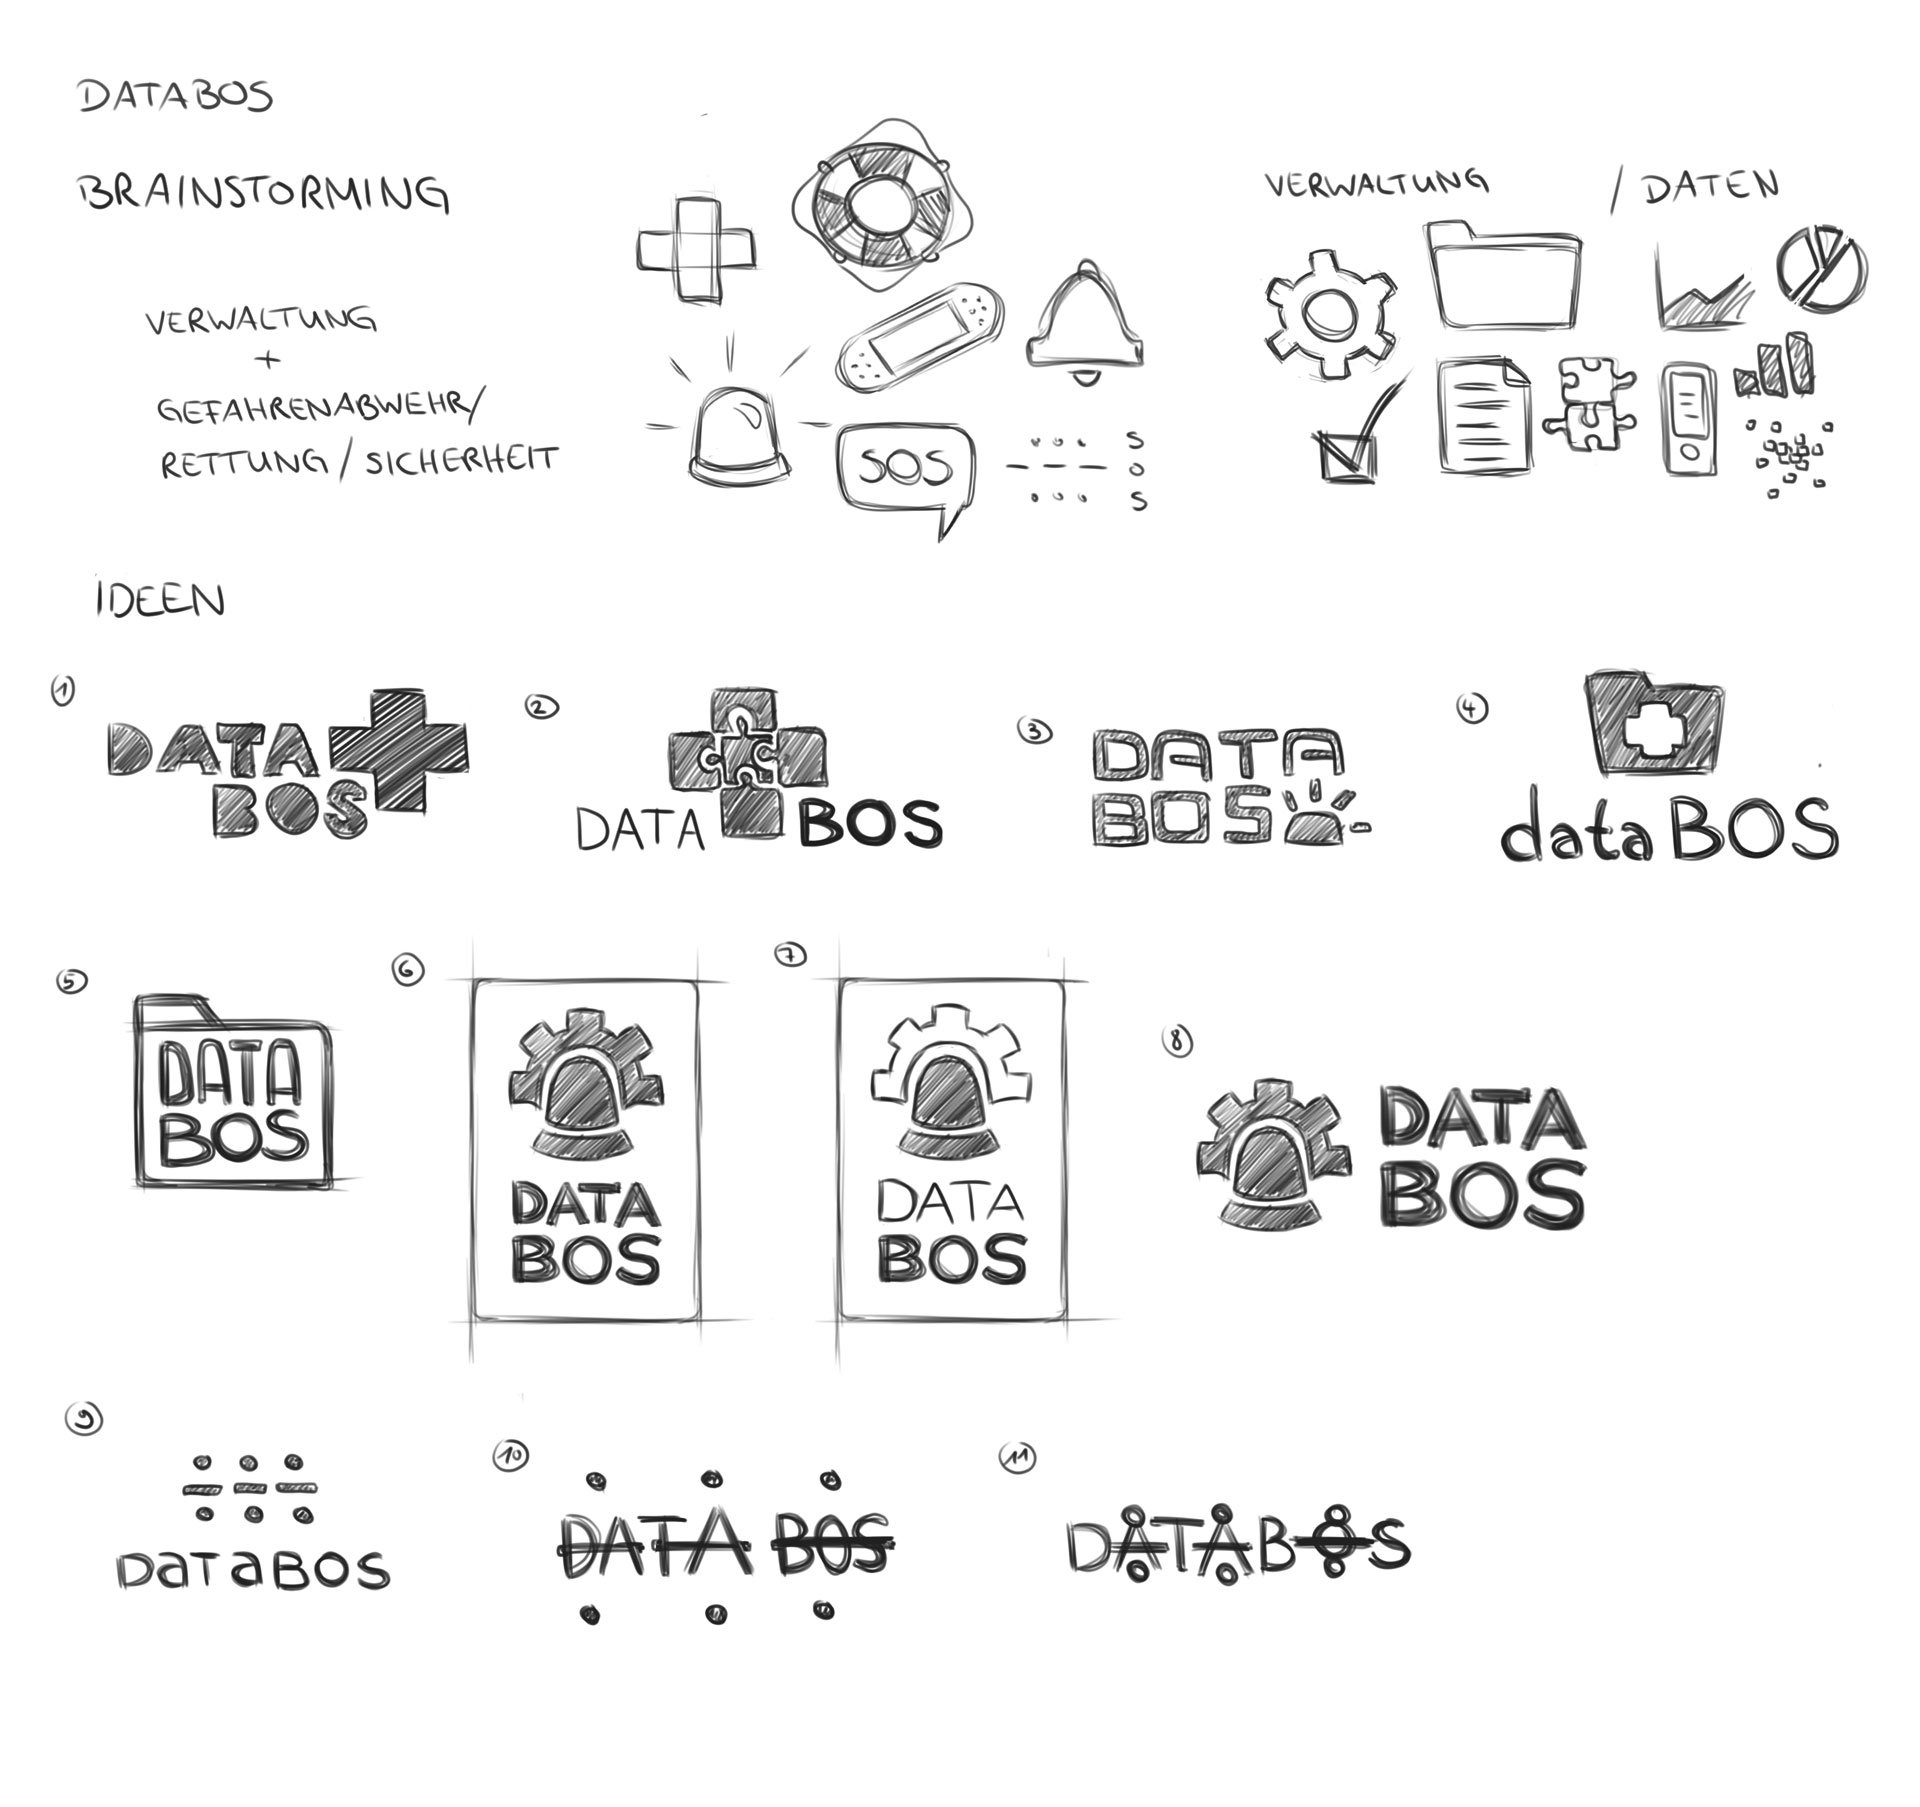 DATABOS
BRAINSTORMING
VERWALTUNG
+
GEFAHRENABWEHR/
RETTUNG / SICHERHEIT
SOS
S
O
S
VERWALTUNG / DATEN
IDEEN
1
DATA
BOS
2
DATA BOS
3
DATA
BOS
4
dataBOS
5
DATA
BOS
6
DATA
BOS
7
DATA
BOS
8
DATA
BOS
9
DaTaBOS
10
DATA BOS
11
DATABOS